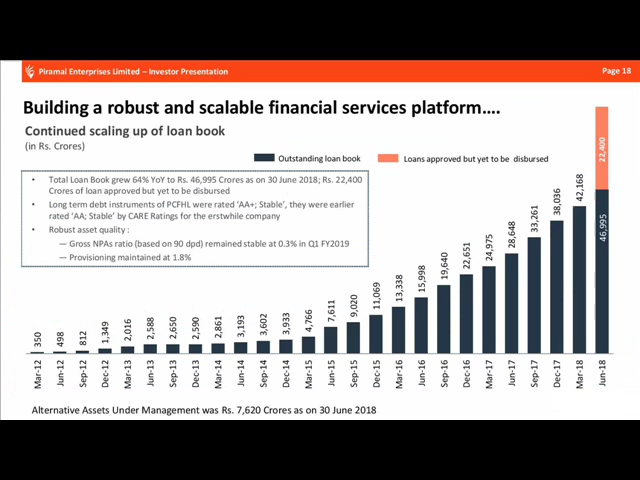 Piramal Enterprises Limited – Investor Presentation
Page 18
Building a robust and scalable financial services platform....
Continued scaling up of loan book
(in Rs. Crores)
Outstanding loan book
Loans approved but yet to be disbursed
• Total Loan Book grew 64% YoY to Rs. 46,995 Crores as on 30 June 2018; Rs. 22,400
Crores of loan approved but yet to be disbursed
• Long term debt instruments of PCFHL were rated ‘AA+; Stable’, they were earlier
rated ‘AA; Stable’ by CARE Ratings for the erstwhile company
• Robust asset quality :
— Gross NPAs ratio (based on 90 dpd) remained stable at 0.3% in Q1 FY2019
— Provisioning maintained at 1.8%
350
498
812
1,349
2,016
2,588
2,650
2,590
2,861
3,193
3,602
3,933
4,766
7,611
9,020
11,069
13,338
15,998
19,640
22,651
24,975
28,648
33,261
38,036
42,168
46,995
22,400
Mar-12
Jun-12
Sep-12
Dec-12
Mar-13
Jun-13
Sep-13
Dec-13
Mar-14
Jun-14
Sep-14
Dec-14
Mar-15
Jun-15
Sep-15
Dec-15
Mar-16
Jun-16
Sep-16
Dec-16
Mar-17
Jun-17
Sep-17
Dec-17
Mar-18
Jun-18
Alternative Assets Under Management was Rs. 7,620 Crores as on 30 June 2018